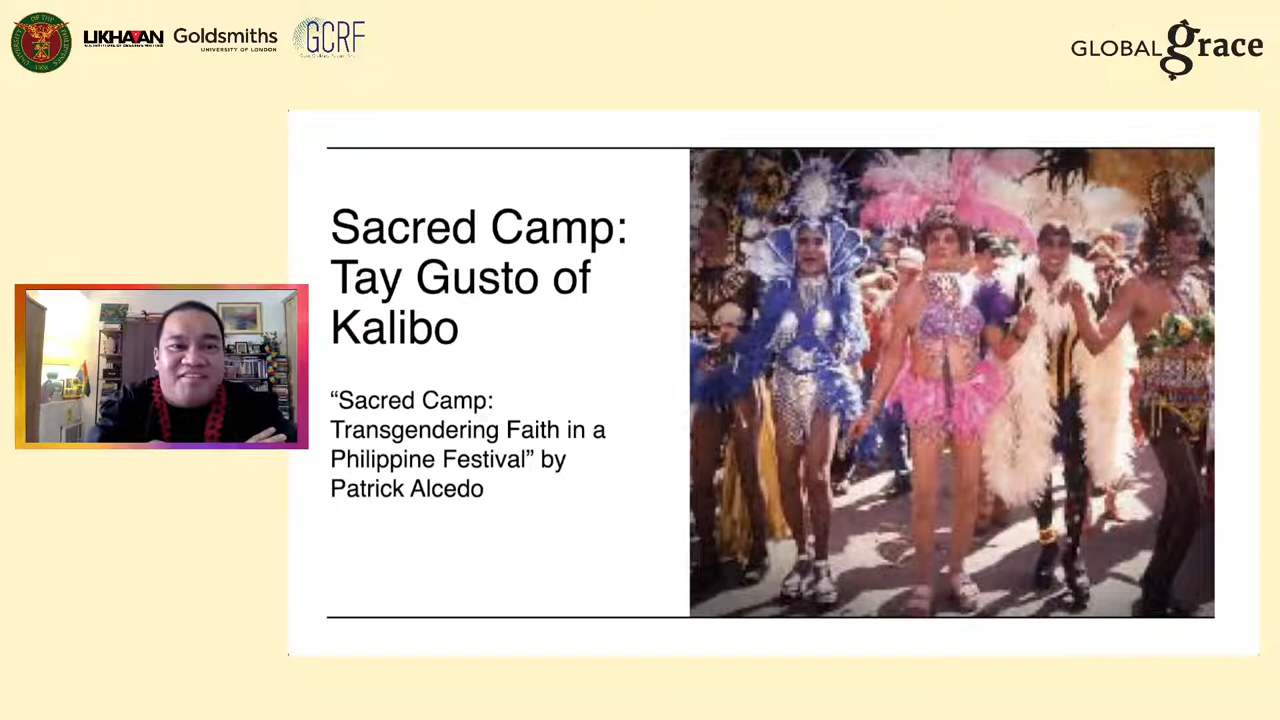 LIKHAAN
Goldsmiths
UNIVERSITY OF LONDON
GCRF
GLOBAL grace
Sacred Camp:
Tay Gusto of
Kalibo
“Sacred Camp:
Transgendering Faith in a
Philippine Festival” by
Patrick Alcedo